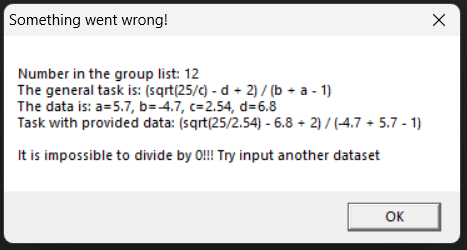 Something went wrong!
Number in the group list: 12
The general task is: (sqrt(25/c) - d + 2) / (b + a - 1)
The data is: a=5.7, b=-4.7, c=2.54, d=6.8
Task with provided data: (sqrt(25/2.54) - 6.8 + 2) / (-4.7 + 5.7 - 1)
It is impossible to divide by 0!!! Try input another dataset
OK